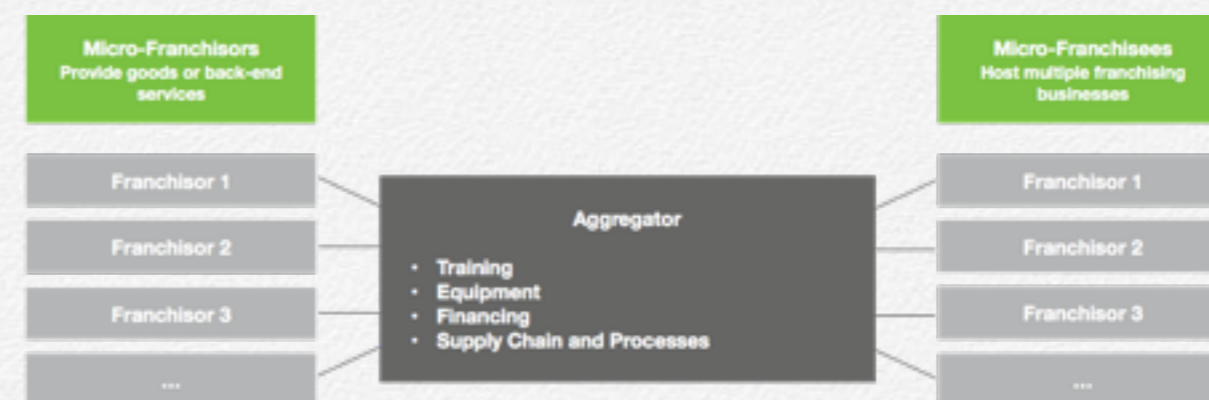 Micro-Franchisors
Provide goods or back-end
services
Franchisor 1
Franchisor 2
Franchisor 3
...
Aggregator
• Training
• Equipment
• Financing
• Supply Chain and Processes
Micro-Franchisees
Host multiple franchising
businesses
Franchisor 1
Franchisor 2
Franchisor 3
...